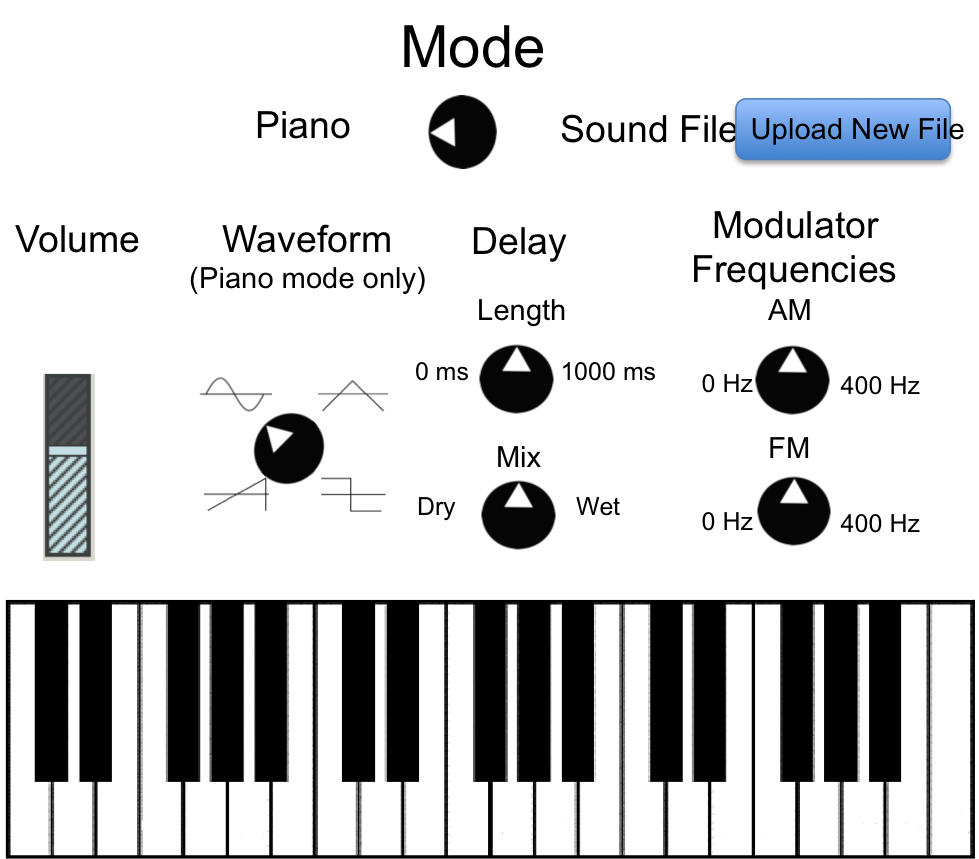 Mode
Piano
Sound File
Upload New File
Volume
Waveform
(Piano mode only)
Delay
Modulator
Frequencies
Length
0 ms
1000 ms
Mix
Dry
Wet
AM
0 Hz
400 Hz
FM
0 Hz
400 Hz